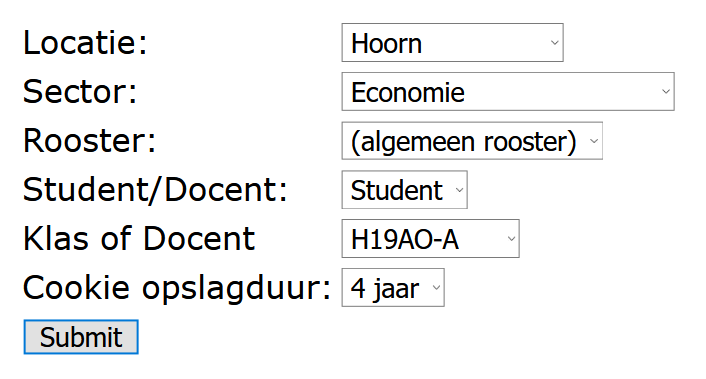 Locatie: Hoorn
Sector: Economie
Rooster: (algemeen rooster)
Student/Docent: Student
Klas of Docent H19AO-A
Cookie opslagduur: 4 jaar
Submit